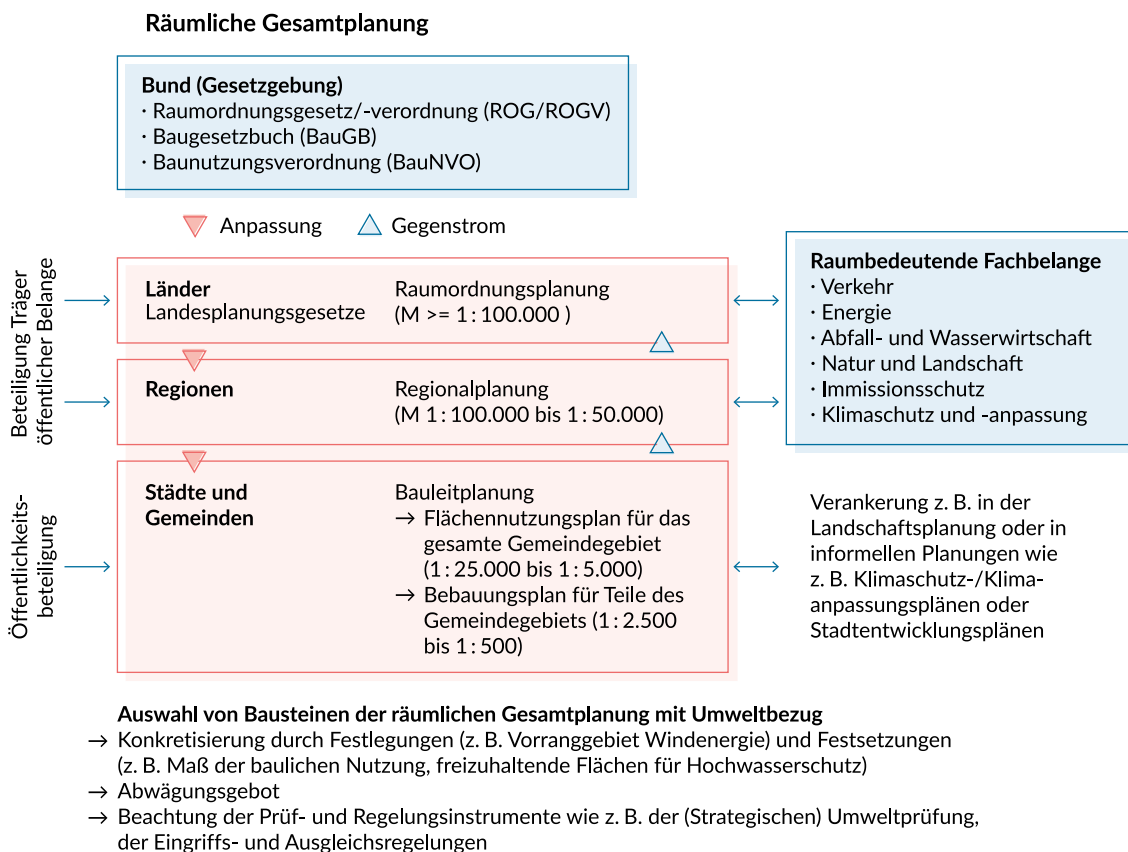 Räumliche Gesamtplanung
Bund (Gesetzgebung)
· Raumordnungsgesetz/-verordnung (ROG/ROGV)
· Baugesetzbuch (BauGB)
· Baunutzungsverordnung (BauNVO)
Anpassung
Gegenstrom
Beteiligung Träger
öffentlicher Belange
Länder
Landesplanungsgesetze
Raumordnungsplanung
(M >= 1 : 100.000 )
Regionen
Regionalplanung
(M 1 : 100.000 bis 1 : 50.000)
Raumbedeutende Fachbelange
· Verkehr
· Energie
· Abfall- und Wasserwirtschaft
· Natur und Landschaft
· Immissionsschutz
· Klimaschutz und -anpassung
Öffentlichkeits-
beteiligung
Städte und
Gemeinden
Bauleitplanung
→ Flächennutzungsplan für das
gesamte Gemeindegebiet
(1 : 25.000 bis 1 : 5.000)
→ Bebauungsplan für Teile des
Gemeindegebiets (1 : 2.500
bis 1 : 500)
Verankerung z. B. in der
Landschaftsplanung oder in
informellen Planungen wie
z. B. Klimaschutz-/Klima-
anpassungsplänen oder
Stadtentwicklungsplänen
Auswahl von Bausteinen der räumlichen Gesamtplanung mit Umweltbezug
→ Konkretisierung durch Festlegungen (z. B. Vorranggebiet Windenergie) und Festsetzungen
(z. B. Maß der baulichen Nutzung, freizuhaltende Flächen für Hochwasserschutz)
→ Abwägungsgebot
→ Beachtung der Prüf- und Regelungsinstrumente wie z. B. der (Strategischen) Umweltprüfung,
der Eingriffs- und Ausgleichsregelungen